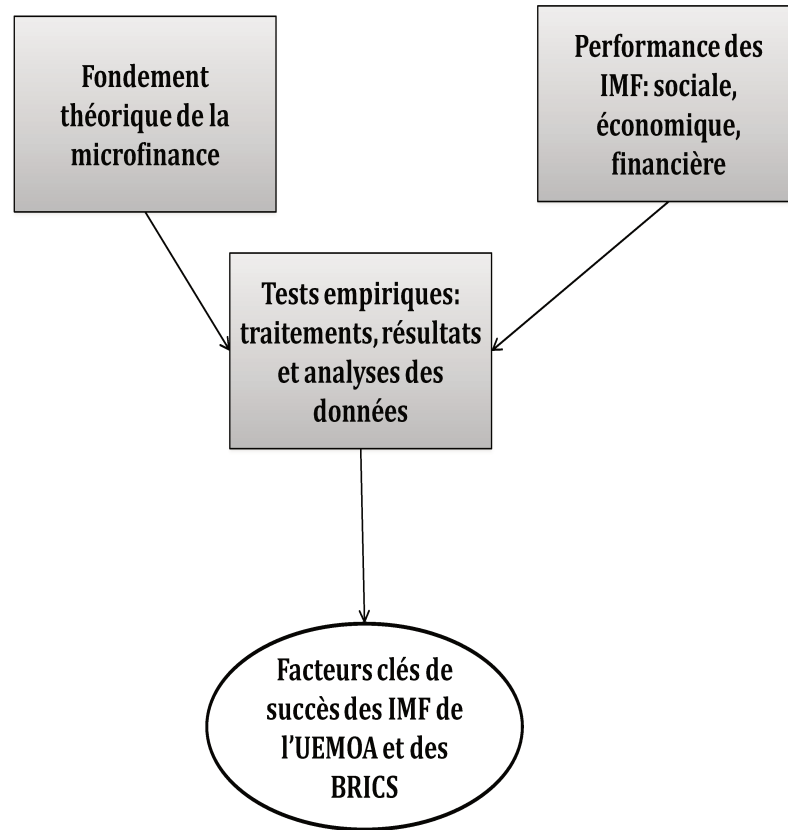 Fondement
théorique de la
microfinance
Performance des
IMF: sociale,
économique,
financière
Tests empiriques:
traitements, résultats
et analyses des
données
Facteurs clés de
succès des IMF de
l'UEMOA et des
BRICS